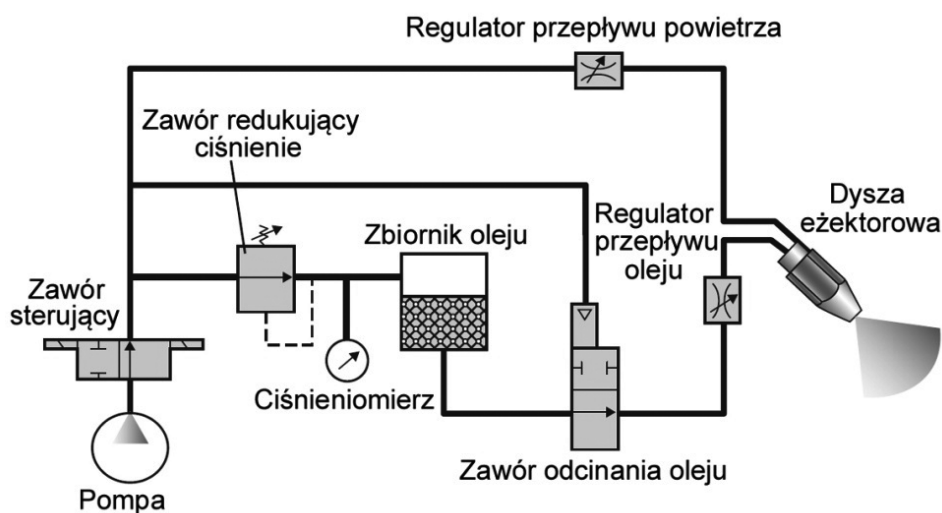 Regulator przepływu powietrza
Zawór redukujący
ciśnienie
Zbiornik oleju
Regulator
przepływu
oleju
Dysza
eżektorowa
Zawór
sterujący
Ciśnieniomierz
Zawór odcinania oleju
Pompa